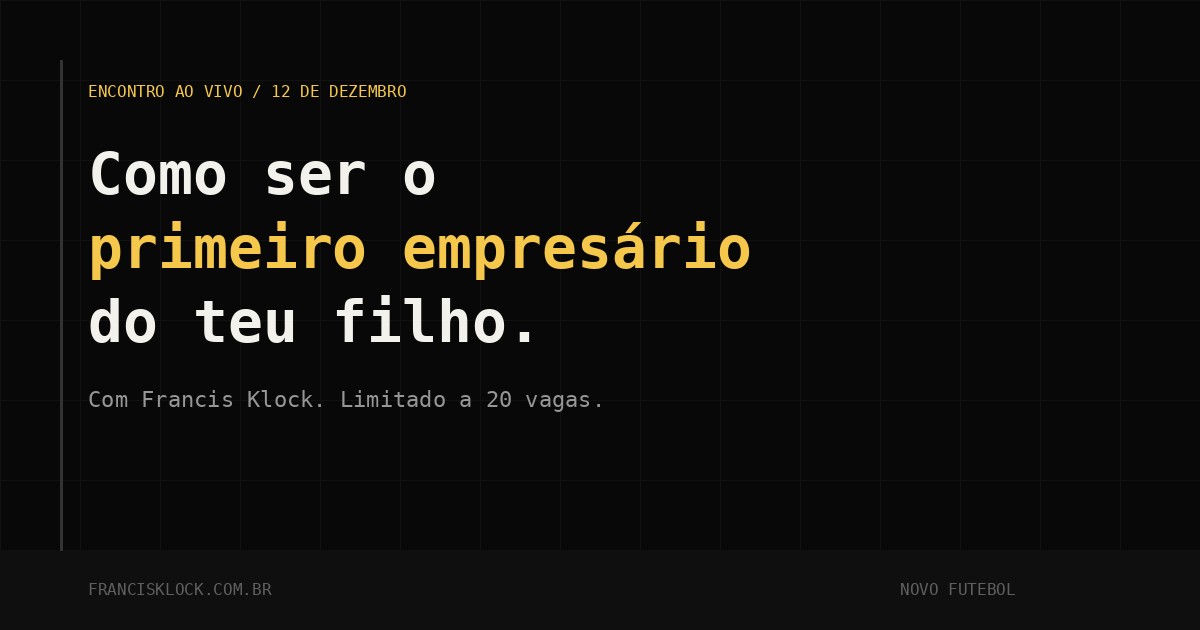 ENCONTRO AO VIVO / 12 DE DEZEMBRO
Como ser o
primeiro empresário
do teu filho.
Com Francis Klock. Limitado a 20 vagas.
FRANCISKLOCK.COM.BR
NOVO FUTEBOL